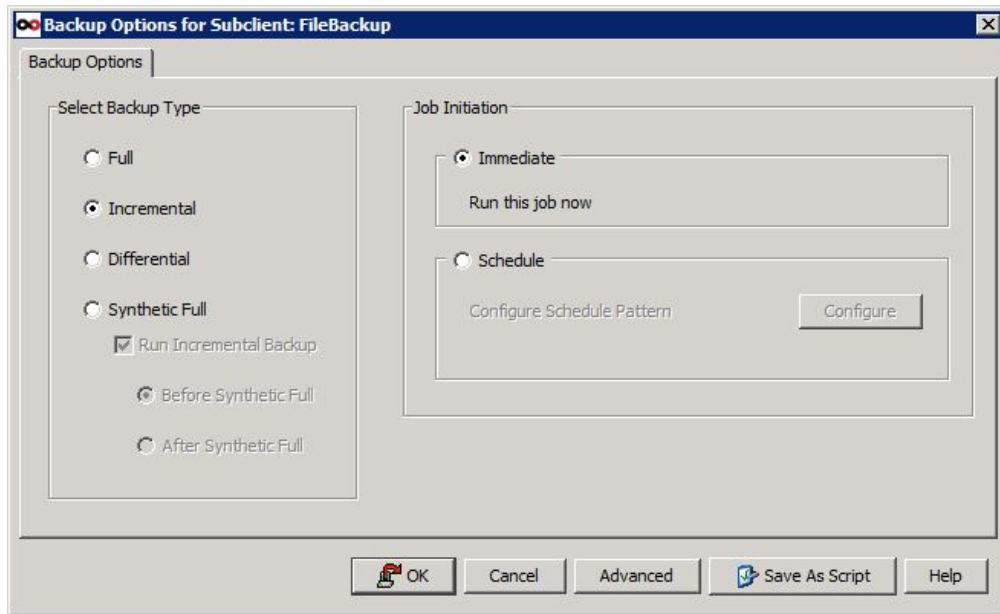 Backup Options for Subclient: FileBackup
Backup Options
Select Backup Type
Full
Incremental
Differential
Synthetic Full
Run Incremental Backup
Before Synthetic Full
After Synthetic Full
Job Initiation
Immediate
Run this job now
Schedule
Configure Schedule Pattern
Configure
OK
Cancel
Advanced
Save As Script
Help